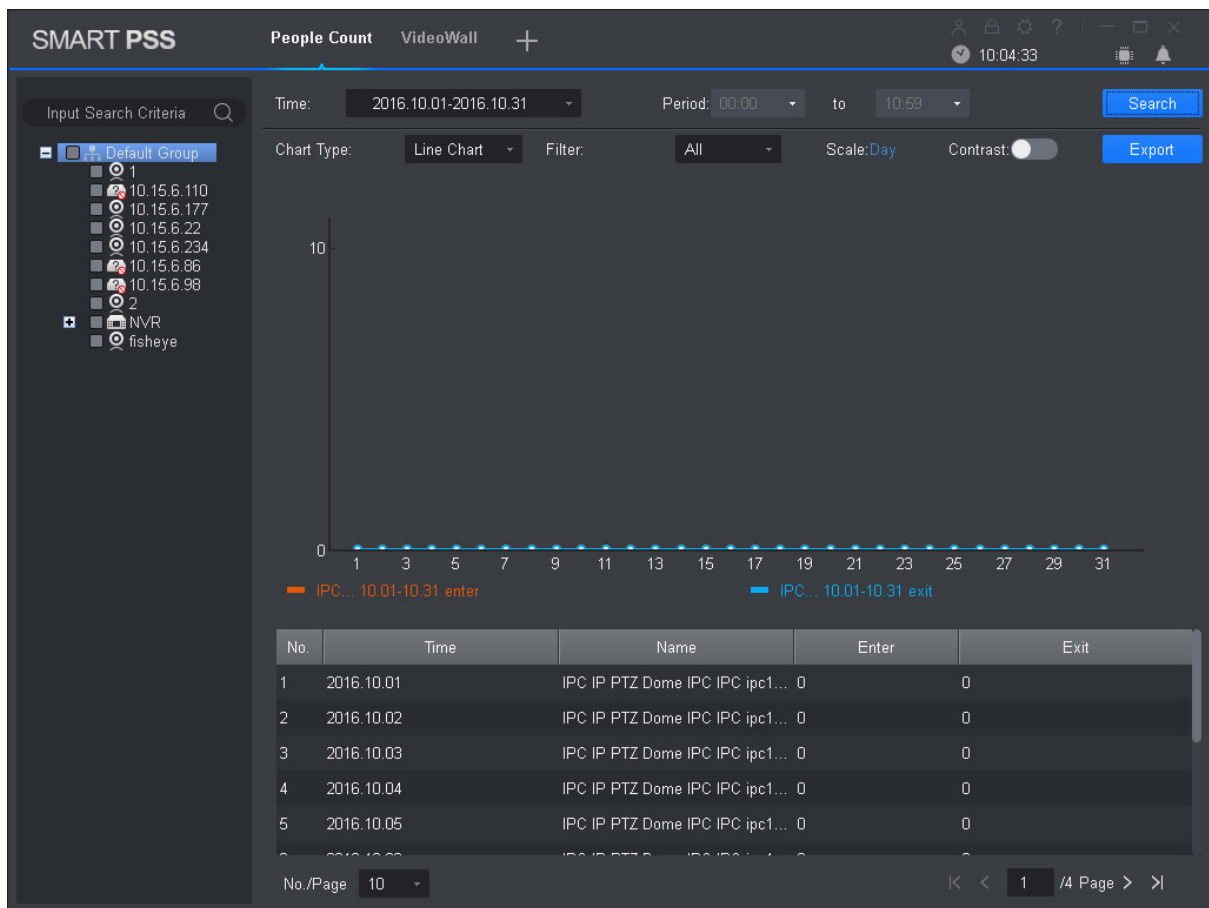 SMART PSS People Count VideoWall
10:04:33
Input Search Criteria
Default Group
1
10.15.6.110
10.15.6.177
10.15.6.22
10.15.6.234
10.15.6.86
10.15.6.98
2
NVR
fisheye
Time: 2016.10.01-2016.10.31 Period: 00:00 to 10:59 Search
Chart Type: Line Chart Filter: All Scale:Day Contrast: Export
10
0
1 3 5 7 9 11 13 15 17 19 21 23 25 27 29 31
IPC... 10.01-10.31 enter IPC... 10.01-10.31 exit
No. Time Name Enter Exit
1 2016.10.01 IPC IP PTZ Dome IPC IPC ipc1... 0 0
2 2016.10.02 IPC IP PTZ Dome IPC IPC ipc1... 0 0
3 2016.10.03 IPC IP PTZ Dome IPC IPC ipc1... 0 0
4 2016.10.04 IPC IP PTZ Dome IPC IPC ipc1... 0 0
5 2016.10.05 IPC IP PTZ Dome IPC IPC ipc1... 0 0
No./Page 10 1 /4 Page